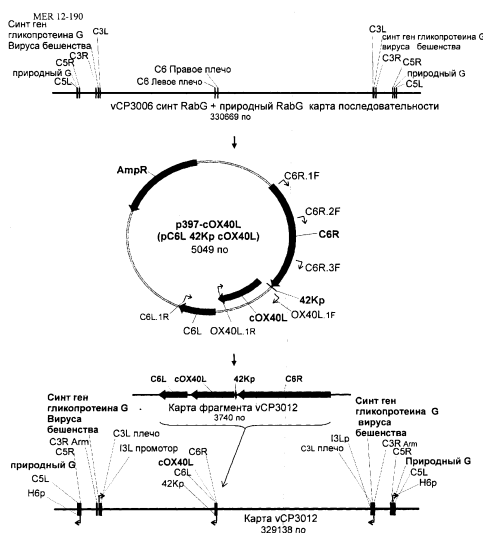 MER 12-190
Синт ген
гликопротеина G
Вируса бешенства
C3L
C3R
C5R
природный G
C5L
C6 Правое плечо
C6 Левое плечо
C3L
синт ген гликопротеина G
вируса бешенства
C3R
C5R
природный G
C5L
vCP3006 синт RabG + природный RabG карта последовательности
330669 по
AmpR
p397-cOX40L
(pC6L 42Kp cOX40L)
5049 по
C6R.1F
C6R.2F
C6R
C6R.3F
42Kp
OX40L.1F
cOX40L
OX40L.1R
C6L
C6L.1R
C6L
cOX40L
42Kp
C6R
Карта фрагмента vCP3012
3740 по
Синт ген
гликопротеина G
Вируса
бешенства
C3L плечо
C3R Arm
I3L промотор
C5R
природный G
C5L
H6p
C6R
cOX40L
C6L
42Kp
Синт ген
гликопротеина G
вируса
бешенства
I3Lp
C3L плечо
C3R Arm
C5R
Природный G
C5L
H6p
Карта vCP3012
329138 по